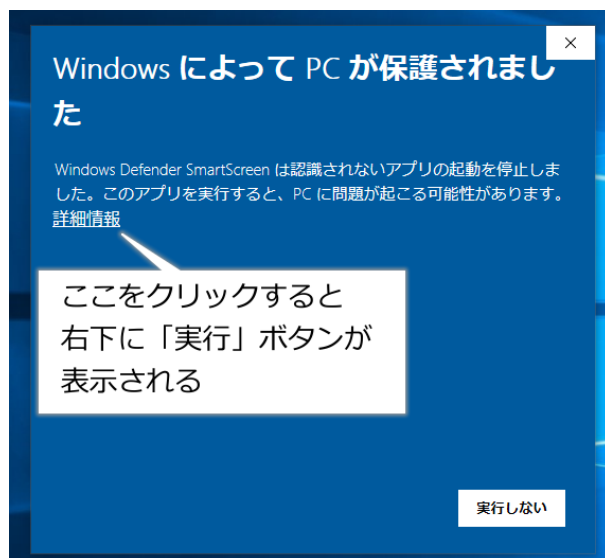 Windows によって PC が保護されまし
た
Windows Defender SmartScreen は認識されないアプリの起動を停止しま
した。このアプリを実行すると、PC に問題が起こる可能性があります。
詳細情報
ここをクリックすると
右下に「実行」ボタンが
表示される
実行しない